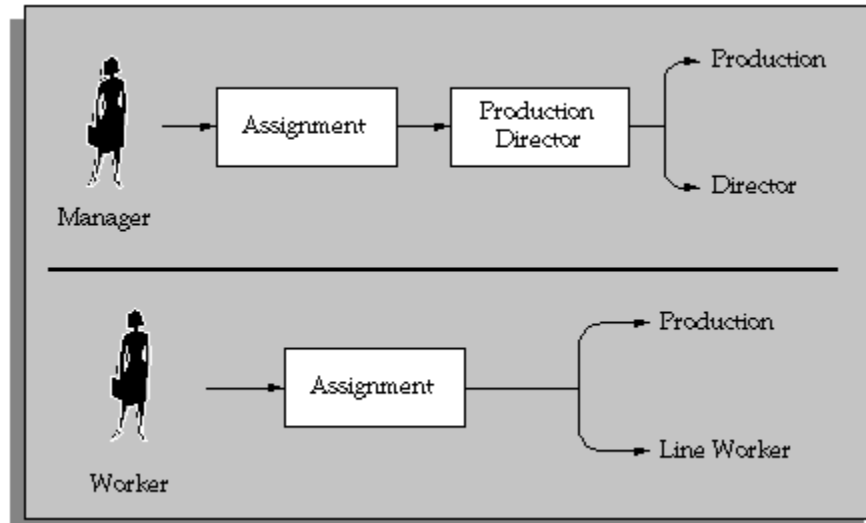 Production
Assignment
Production
Director
Director
Manager
Production
Assignment
Line Worker
Worker